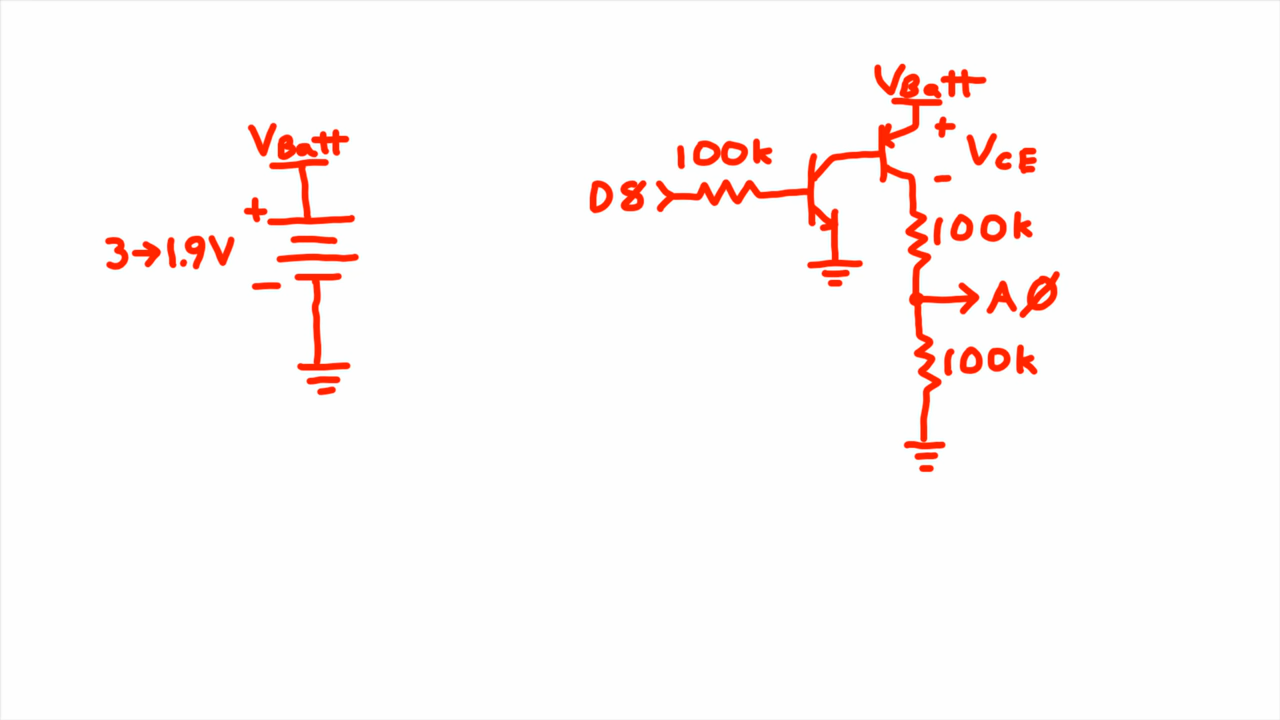 VBatt
+
3→1.9V
−
VBatt
+
VCE
−
100k
D8
100k
AØ
100k